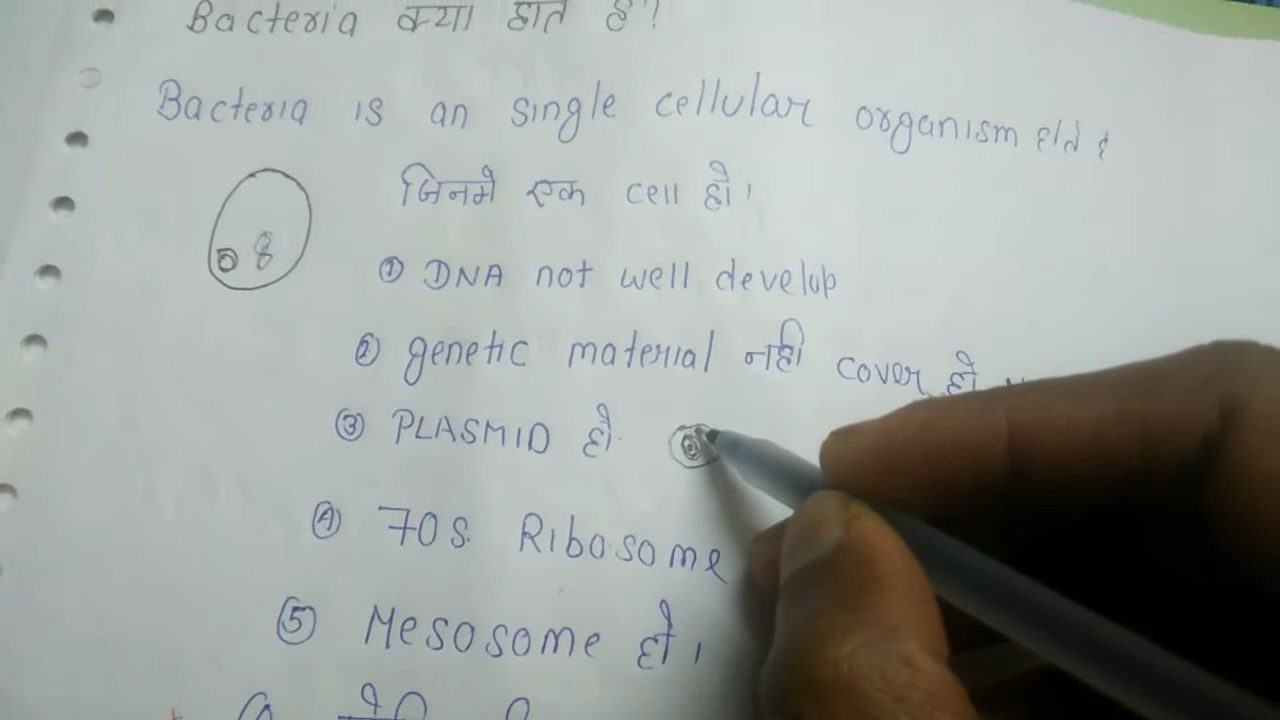 Bacteria क्या होते है?
Bacteria is an single cellular organism होते है
जिनमे एक cell हो।
① DNA not well develop
② genetic material नही cover हो
③ PLASMID हो
④ 70s Ribosome
⑤ Mesosome हो।